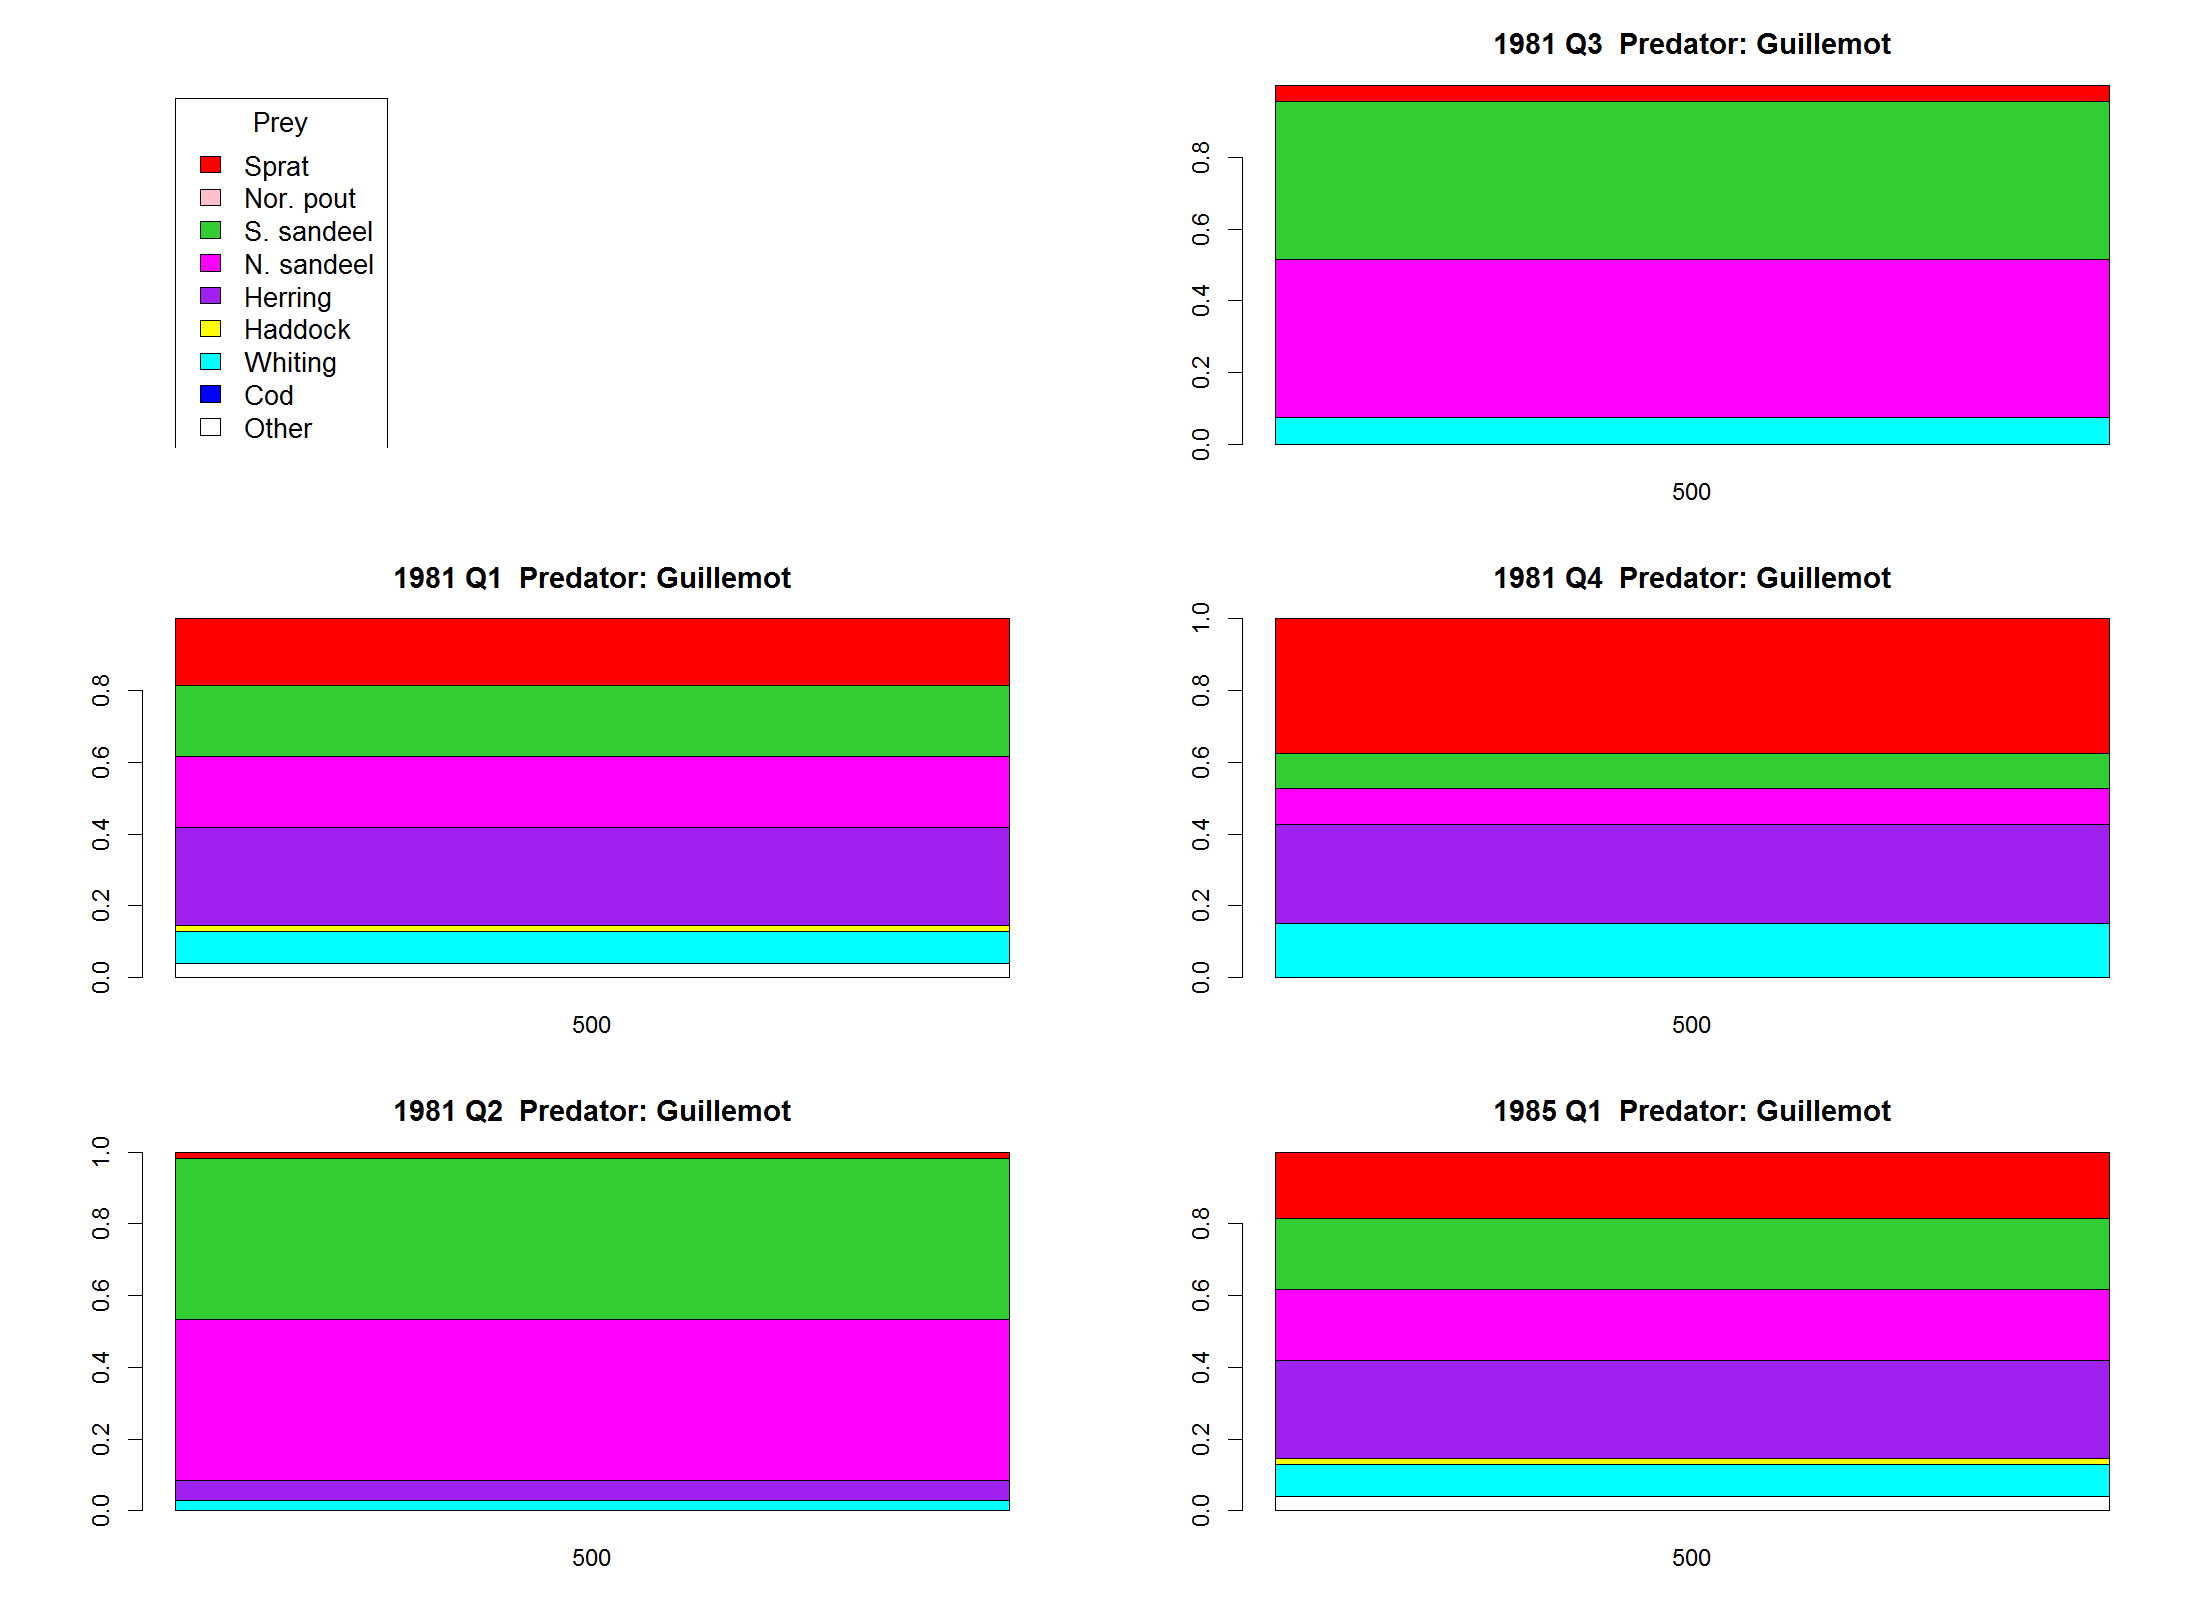 Prey
Sprat
Nor. pout
S. sandeel
N. sandeel
Herring
Haddock
Whiting
Cod
Other
1981 Q1  Predator: Guillemot
0.0 0.2 0.4 0.6 0.8
500
1981 Q2  Predator: Guillemot
0.0 0.2 0.4 0.6 0.8 1.0
500
1981 Q3  Predator: Guillemot
0.0 0.2 0.4 0.6 0.8
500
1981 Q4  Predator: Guillemot
0.0 0.2 0.4 0.6 0.8 1.0
500
1985 Q1  Predator: Guillemot
0.0 0.2 0.4 0.6 0.8
500